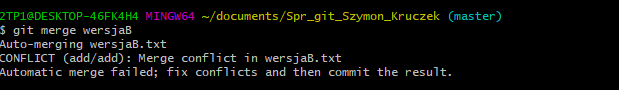 2TP1@DESKTOP-46FK4H4 MINGW64 ~/documents/Spr_git_Szymon_Kruczek (master)
$ git merge wersjaB
Auto-merging wersjaB.txt
CONFLICT (add/add): Merge conflict in wersjaB.txt
Automatic merge failed; fix conflicts and then commit the result.